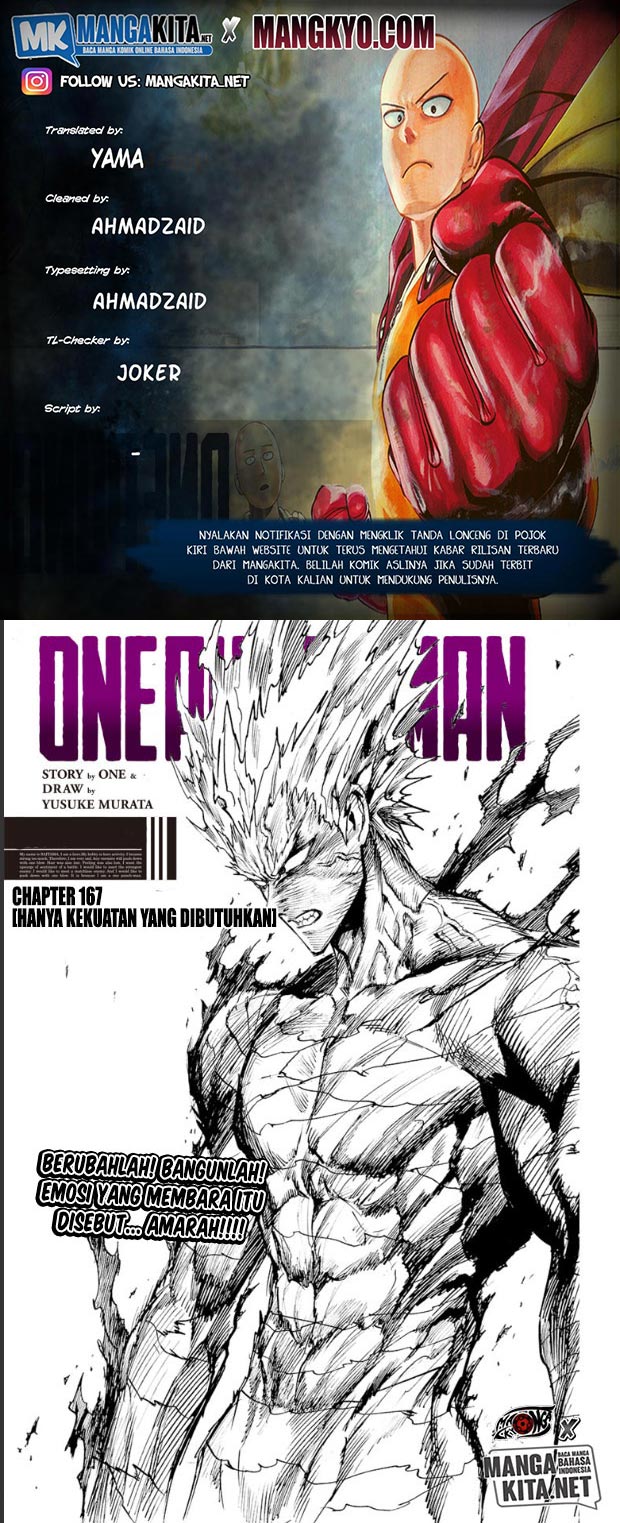 MK MANGAKITA.NET X MANGKYO.COM
BACA MANGA KOMIK ONLINE BAHASA INDONESIA
FOLLOW US: MANGAKITA_NET
Translated by:
YAMA
Cleaned by:
AHMADZAID
Typesetting by:
AHMADZAID
TL-Checker by:
JOKER
Script by:
-
NYALAKAN NOTIFIKASI DENGAN MENGKLIK TANDA LONCENG DI POJOK
KIRI BAWAH WEBSITE UNTUK TERUS MENGETAHUI KABAR RILISAN TERBARU
DARI MANGAKITA. BELILAH KOMIK ASLINYA JIKA SUDAH TERBIT
DI KOTA KALIAN UNTUK MENDUKUNG PENULISNYA.
STORY by ONE &
DRAW by
YUSUKE MURATA
CHAPTER 167
[HANYA KEKUATAN YANG DIBUTUHKAN]
BERUBAHLAH! BANGUNLAH!
EMOSI YANG MEMBARA ITU
DISEBUT... AMARAH!!!!
X
MANGA BACA MANGA
BAHASA
INDONESIA
KITA.NET